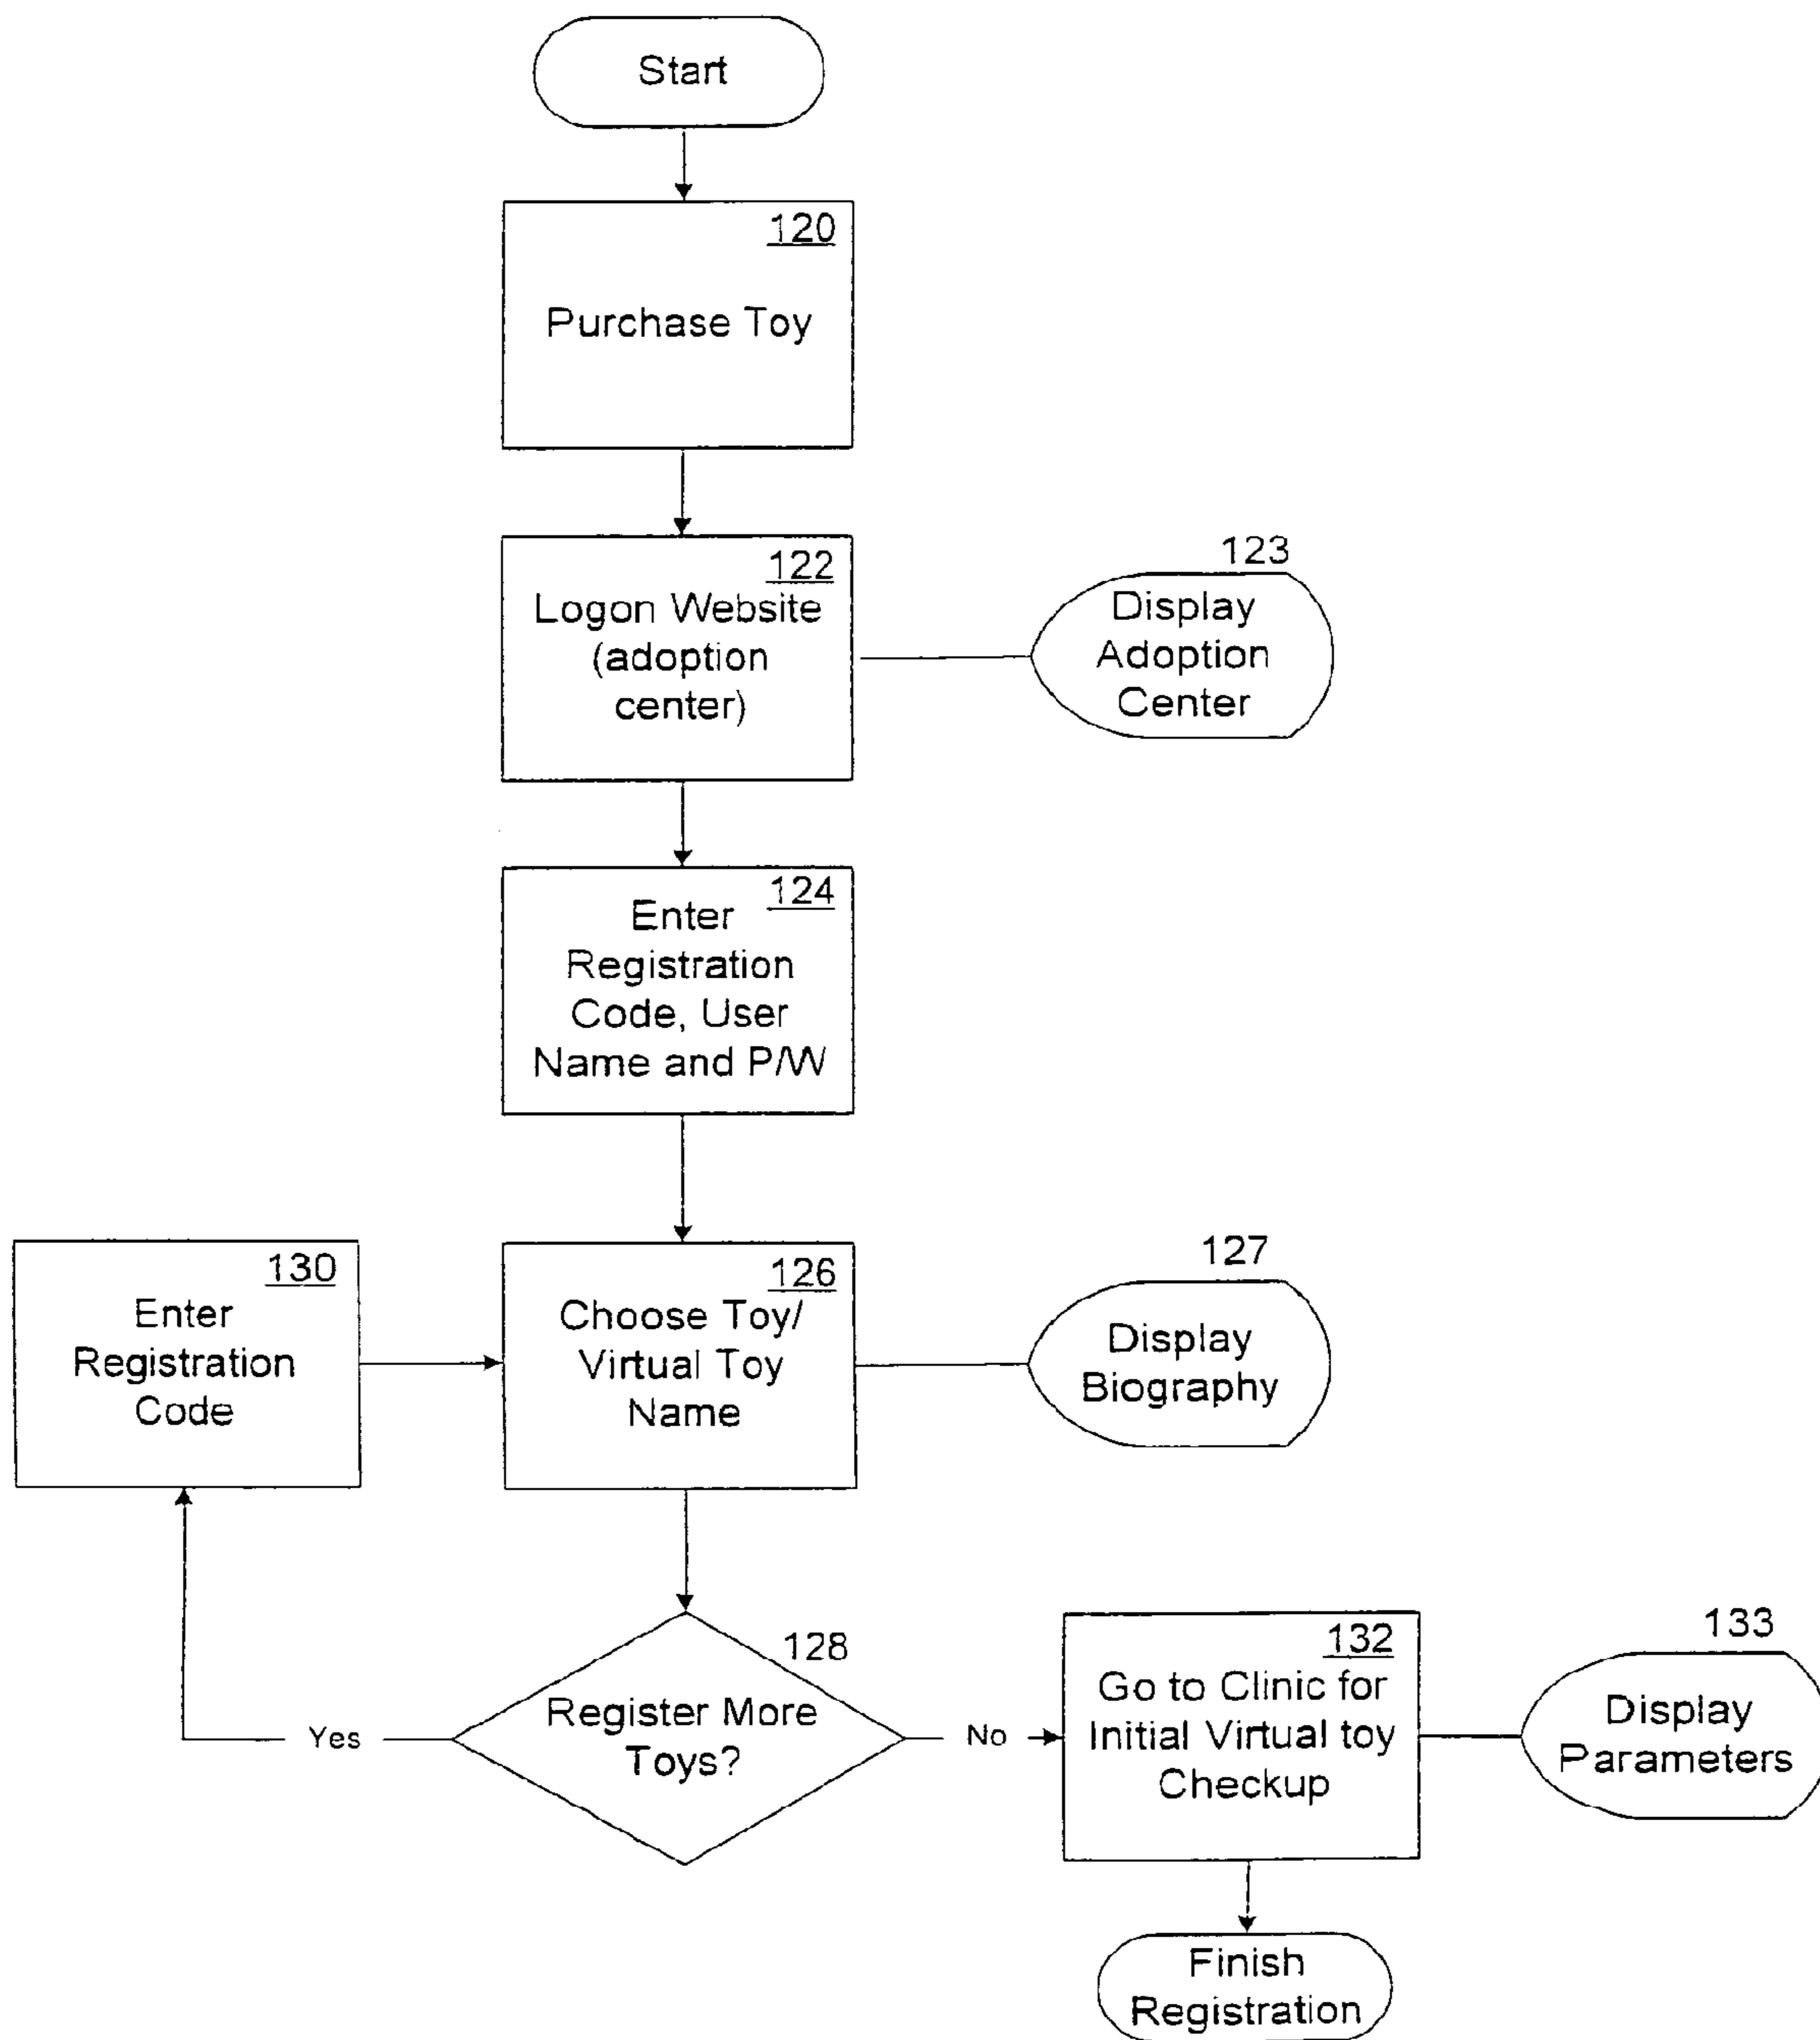 Start
120
Purchase Toy
122
Logon Website
(adoption
center)
123
Display
Adoption
Center
124
Enter
Registration
Code, User
Name and P/W
130
Enter
Registration
Code
126
Choose Toy/
Virtual Toy
Name
127
Display
Biography
128
Register More
Toys?
Yes
No
132
Go to Clinic for
Initial Virtual toy
Checkup
133
Display
Parameters
Finish
Registration